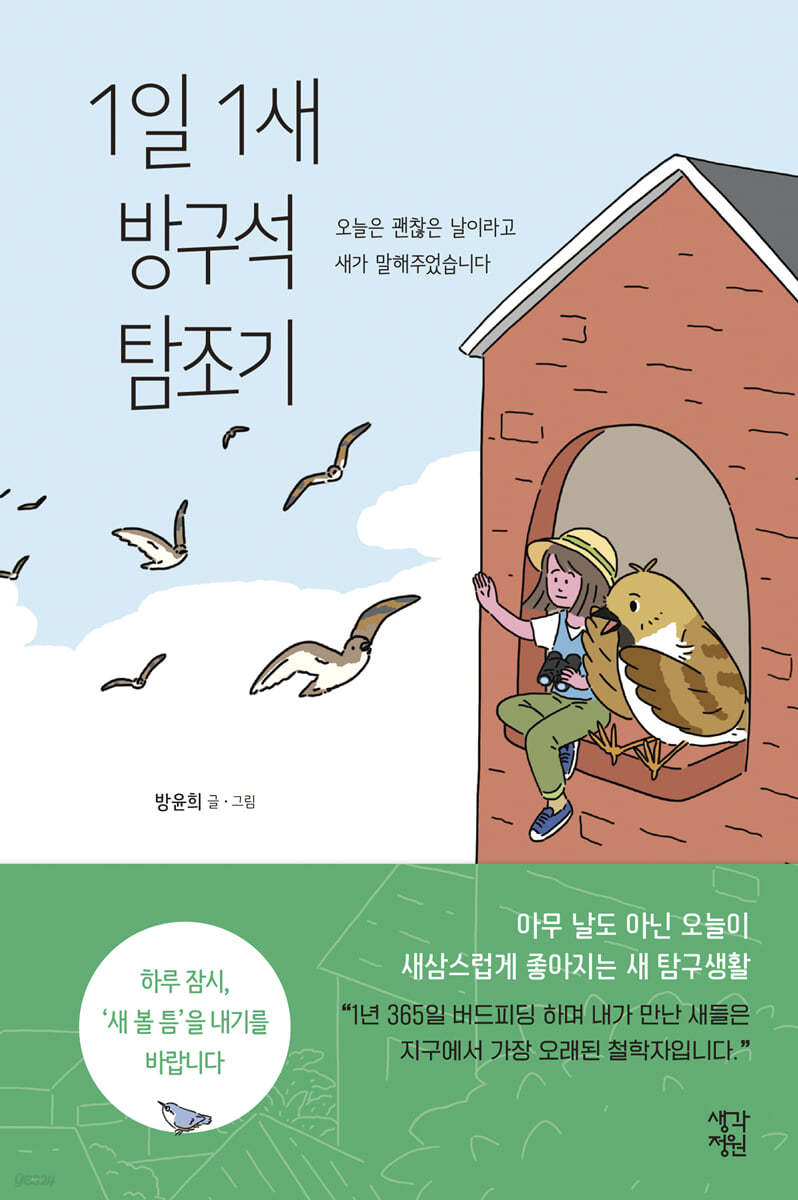 1일 1새
방구석
탐조기
오늘은 괜찮은 날이라고
새가 말해주었습니다
방윤희 글·그림
아무 날도 아닌 오늘이
새삼스럽게 좋아지는 새 탐구생활
“1년 365일 버드피딩 하며 내가 만난 새들은
지구에서 가장 오래된 철학자입니다.”
하루 잠시,
‘새 볼 틈’을 내기를
바랍니다
생각
정원
yes24